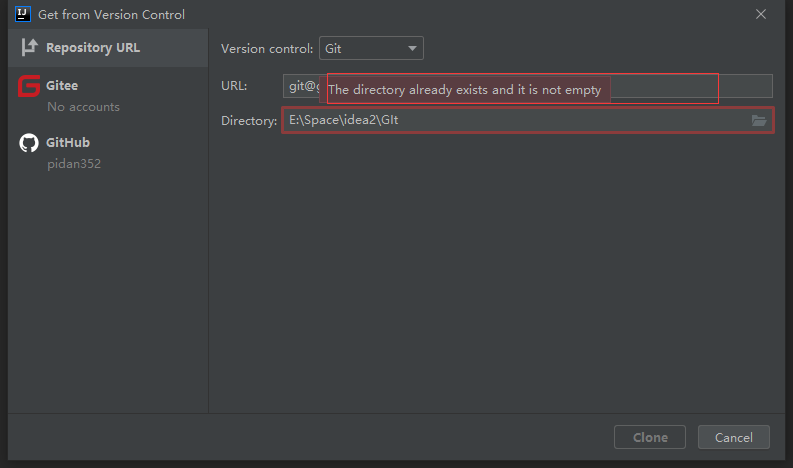 IJ
Get from Version Control
Repository URL
Version control: Git
Gitee
No accounts
URL: git@g
The directory already exists and it is not empty
Directory: E:\Space\idea2\GIt
GitHub
pidan352
Clone Cancel